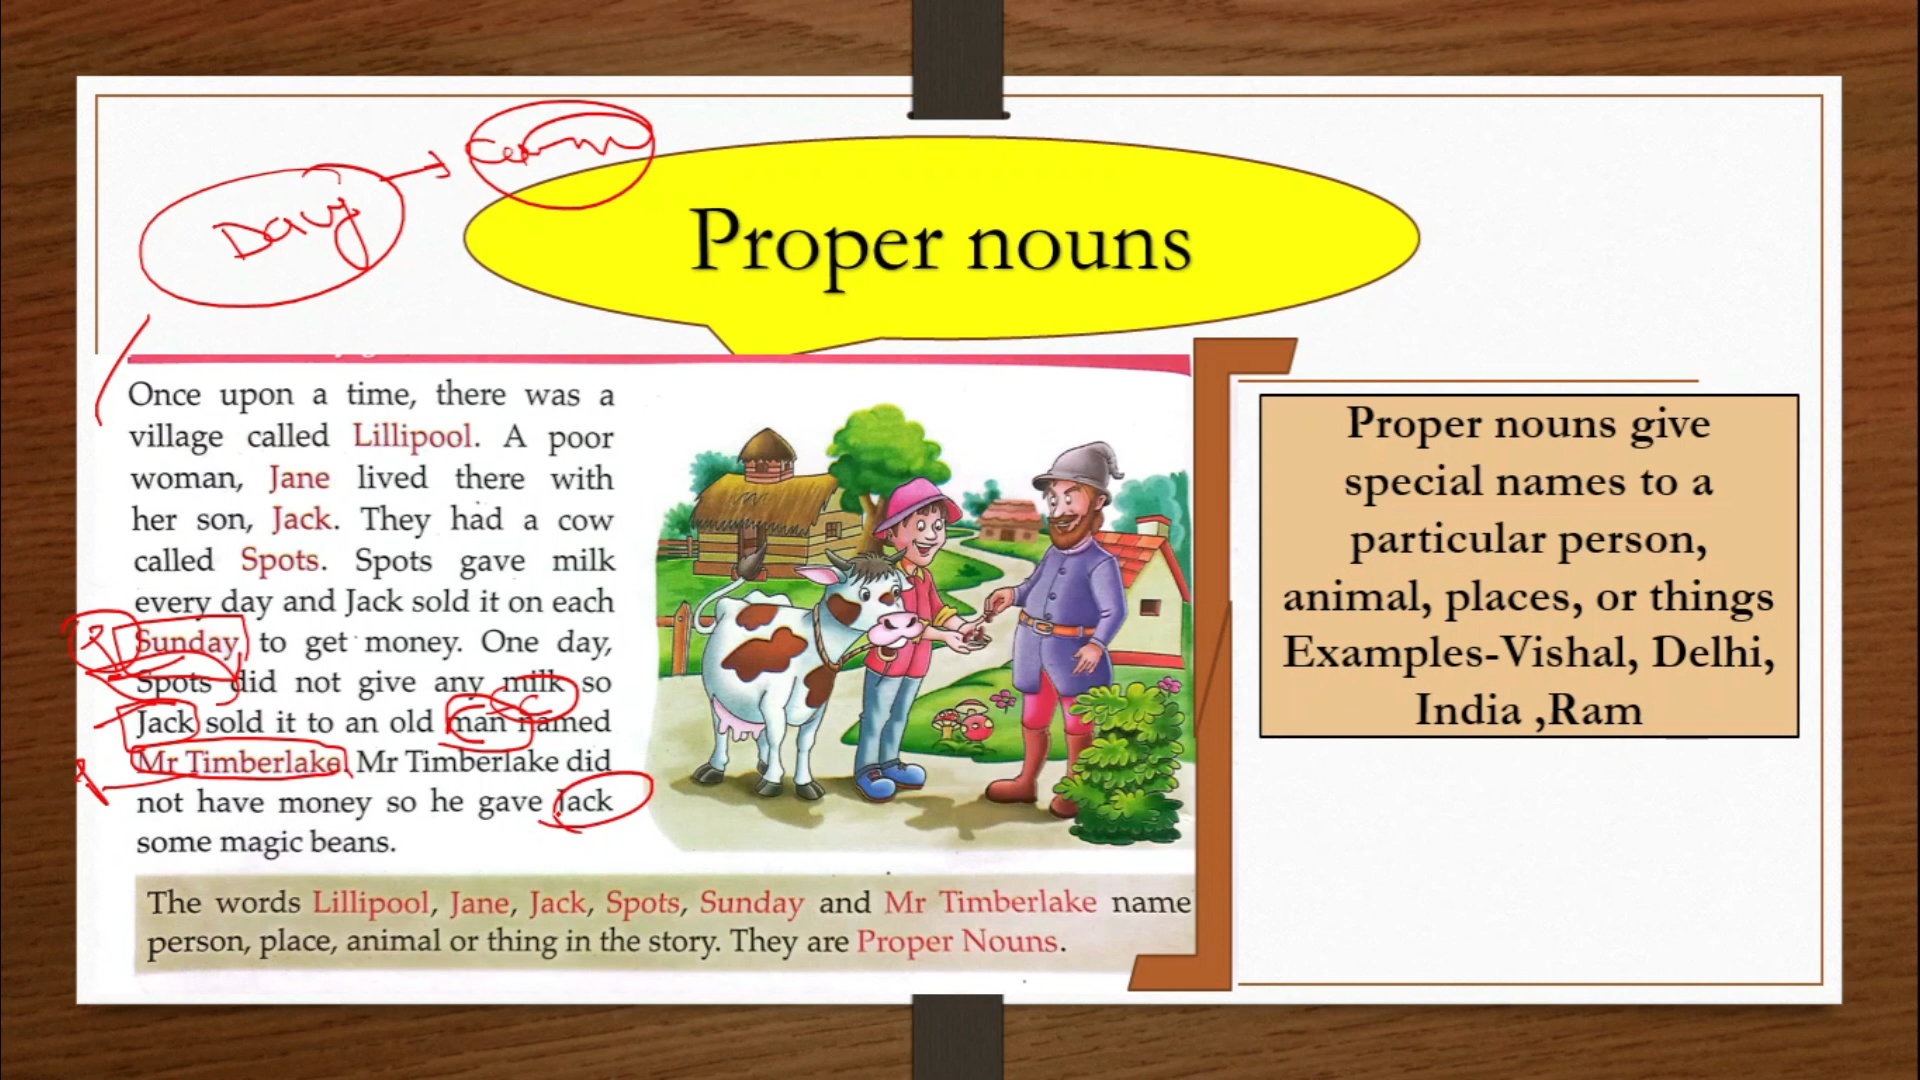 Day
Proper nouns
Once upon a time, there was a
village called Lillipool. A poor
woman, Jane lived there with
her son, Jack. They had a cow
called Spots. Spots gave milk
every day and Jack sold it on each
Sunday to get money. One day,
Spots did not give any milk so
Jack sold it to an old man named
Mr Timberlake. Mr Timberlake did
not have money so he gave Jack
some magic beans.
The words Lillipool, Jane, Jack, Spots, Sunday and Mr Timberlake name
person, place, animal or thing in the story. They are Proper Nouns.
Proper nouns give
special names to a
particular person,
animal, places, or things
Examples-Vishal, Delhi,
India ,Ram